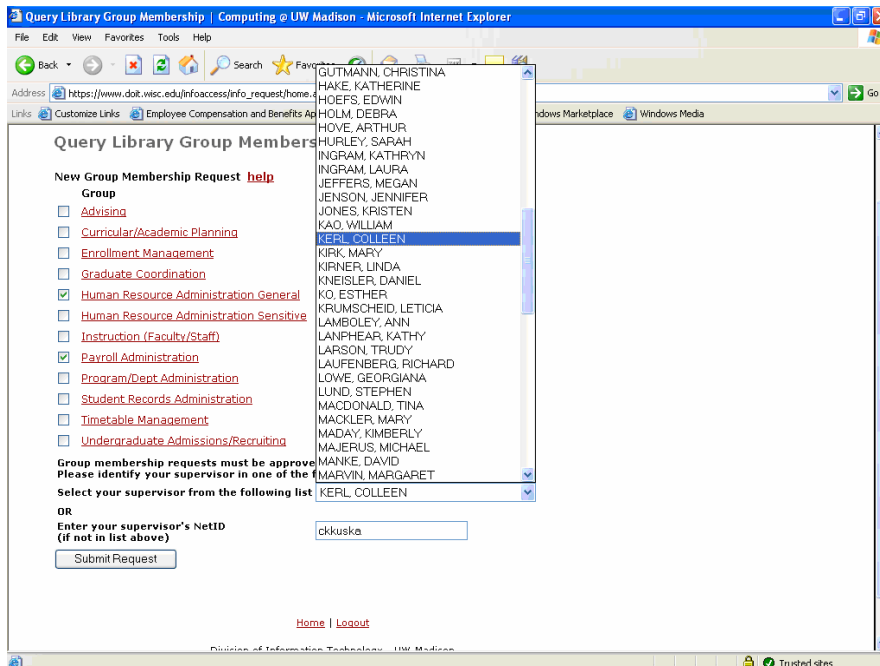 Query Library Group Membership | Computing @ UW Madison - Microsoft Internet Explorer
File Edit View Favorites Tools Help
Back Search
Address https://www.doit.wisc.edu/infoaccess/info_request/home.a Go
Links Customize Links Employee Compensation and Benefits Ap dows Marketplace Windows Media
Query Library Group Members
New Group Membership Request help
Group
Advising
Curricular/Academic Planning
Enrollment Management
Graduate Coordination
Human Resource Administration General
Human Resource Administration Sensitive
Instruction (Faculty/Staff)
Payroll Administration
Program/Dept Administration
Student Records Administration
Timetable Management
Undergraduate Admissions/Recruiting
GUTMANN, CHRISTINA
HAKE, KATHERINE
HOEFS, EDWIN
HOLM, DEBRA
HOVE, ARTHUR
HURLEY, SARAH
INGRAM, KATHRYN
INGRAM, LAURA
JEFFERS, MEGAN
JENSON, JENNIFER
JONES, KRISTEN
KAO, WILLIAM
KERL, COLLEEN
KIRK, MARY
KIRNER, LINDA
KNEISLER, DANIEL
KO, ESTHER
KRUMSCHEID, LETICIA
LAMBOLEY, ANN
LANPHEAR, KATHY
LARSON, TRUDY
LAUFENBERG, RICHARD
LOWE, GEORGIANA
LUND, STEPHEN
MACDONALD, TINA
MACKLER, MARY
MADAY, KIMBERLY
MAJERUS, MICHAEL
MANKE, DAVID
MARVIN, MARGARET
Group membership requests must be approve
Please identify your supervisor in one of the f
Select your supervisor from the following list KERL, COLLEEN
OR
Enter your supervisor's NetID
(if not in list above)
ckkuska
Submit Request
Home | Logout
Division of Information Technology - UW Madison
Trusted sites